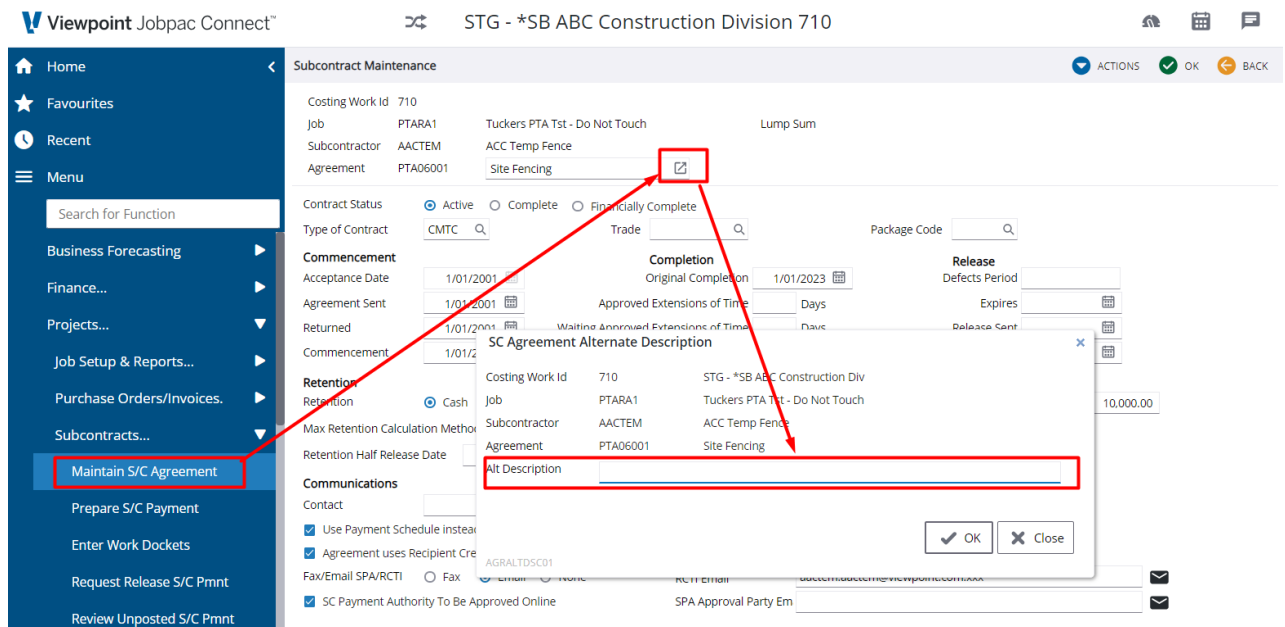 Viewpoint Jobpac Connect™ STG - *SB ABC Construction Division 710
Home
Favourites
Recent
Menu
Search for Function
Business Forecasting
Finance...
Projects...
Job Setup & Reports...
Purchase Orders/Invoices.
Subcontracts...
Maintain S/C Agreement
Prepare S/C Payment
Enter Work Dockets
Request Release S/C Pmnt
Review Unposted S/C Pmnt
Subcontract Maintenance ACTIONS OK BACK
Costing Work Id 710
Job PTARA1 Tuckers PTA Tst - Do Not Touch Lump Sum
Subcontractor AACTEM ACC Temp Fence
Agreement PTA06001 Site Fencing
Contract Status Active Complete Financially Complete
Type of Contract CMTC Trade Package Code
Commencement Completion Release
Acceptance Date 1/01/2001 Original Completion 1/01/2023 Defects Period
Agreement Sent 1/01/2001 Approved Extensions of Time Days Expires
Returned 1/01/2001 Waiting Approved Extensions of Time Days Release Sent
Commencement 1/01/2
Retention
Retention Cash 10,000.00
Max Retention Calculation Method
Retention Half Release Date
Communications
Contact
Use Payment Schedule instead
Agreement uses Recipient Cre
Fax/Email SPA/RCTI Fax Email None RCTI Email aactem.aactem@viewpoint.com.xxx
SC Payment Authority To Be Approved Online SPA Approval Party Em
SC Agreement Alternate Description
Costing Work Id 710 STG - *SB ABC Construction Div
Job PTARA1 Tuckers PTA Tst - Do Not Touch
Subcontractor AACTEM ACC Temp Fence
Agreement PTA06001 Site Fencing
Alt Description
OK Close
AGRALTDSC01